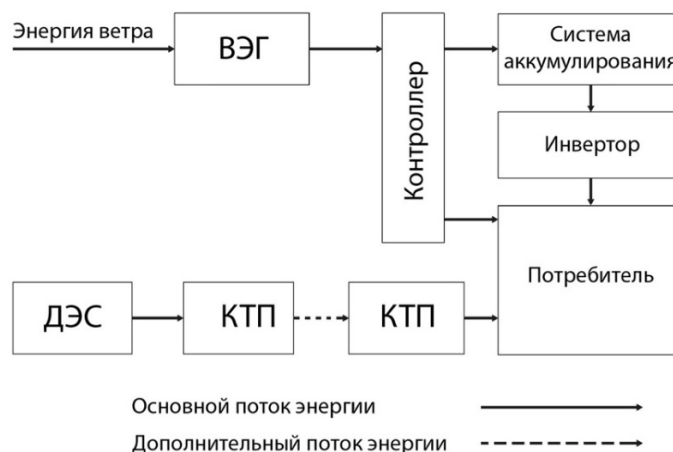 Энергия ветра
ВЭГ
Контроллер
Система
аккумулирования
Инвертор
Потребитель
ДЭС
КТП
КТП
Основной поток энергии
Дополнительный поток энергии